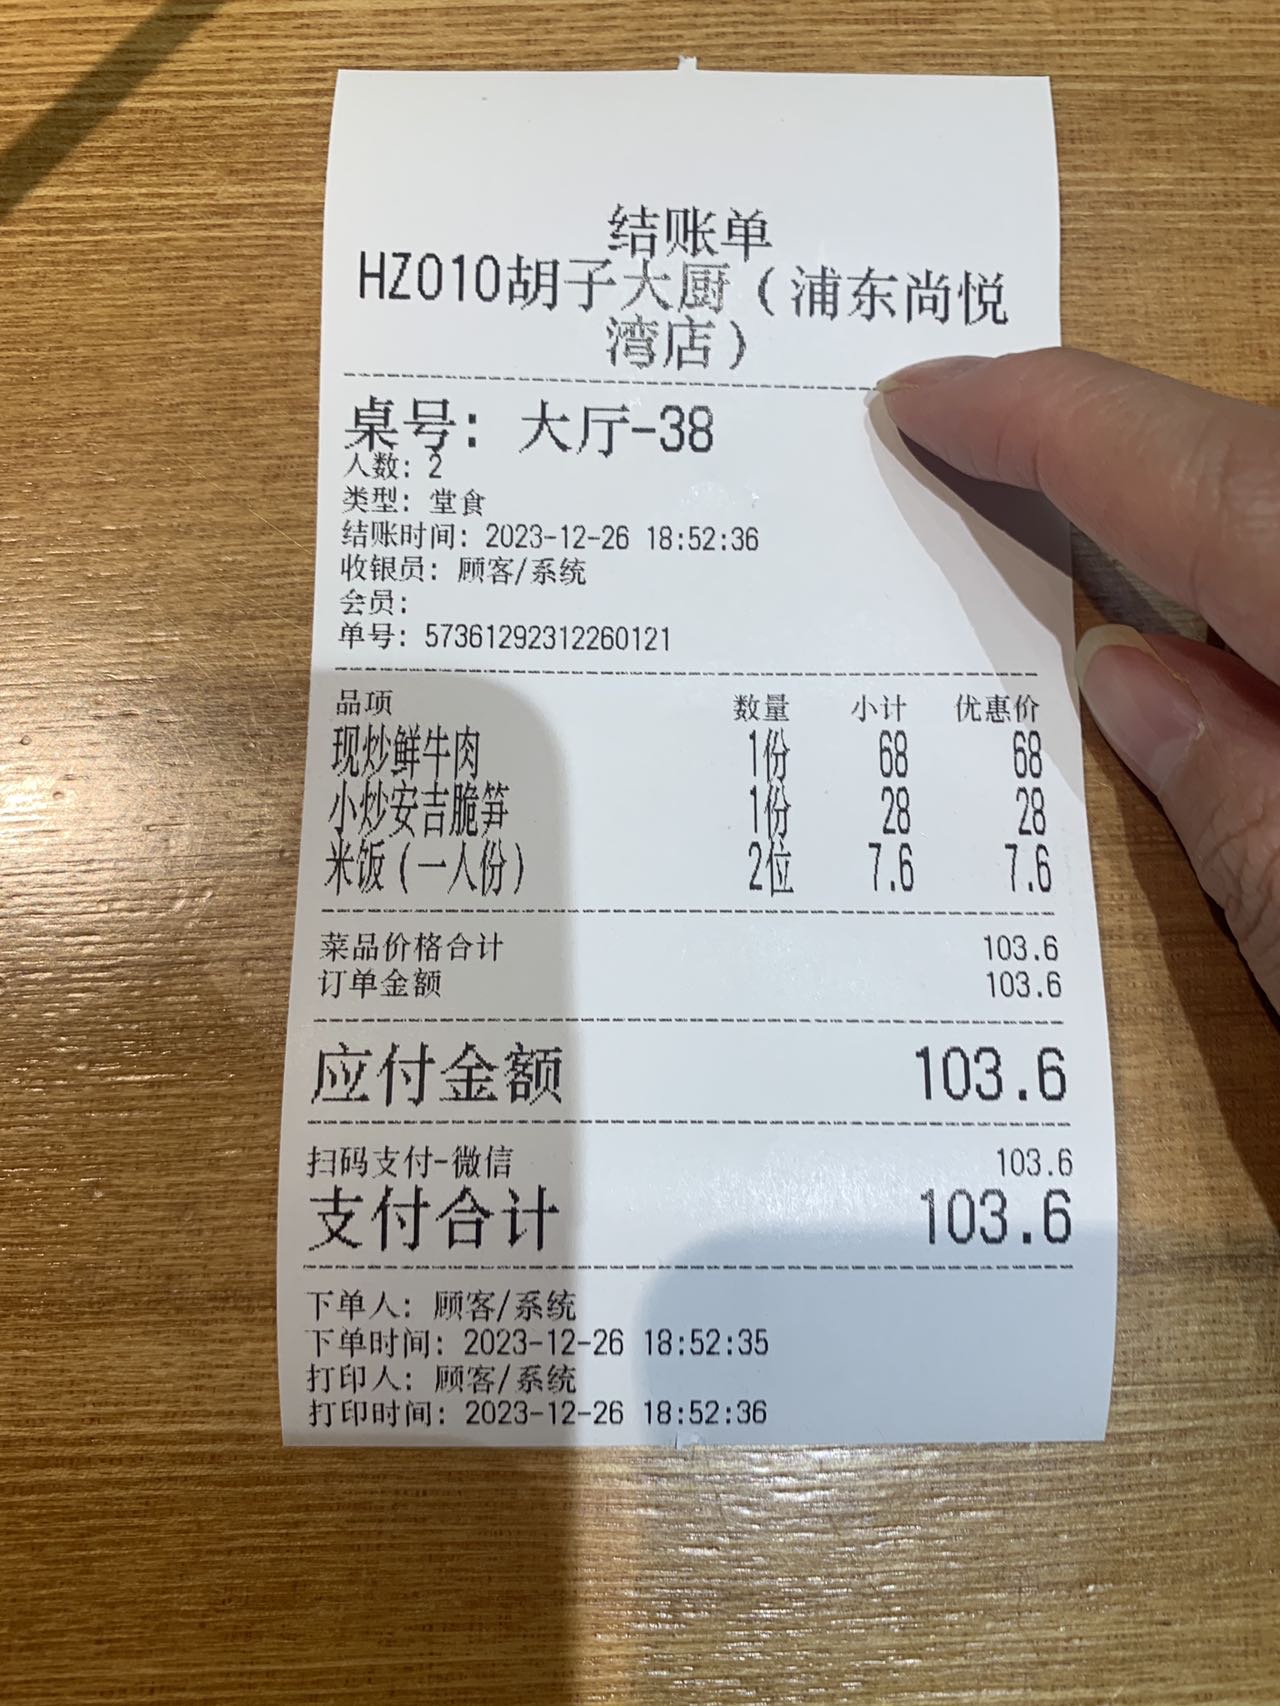 结账单
HZ010胡子大厨（浦东尚悦
湾店）
桌号: 大厅-38
人数: 2
类型: 堂食
结账时间: 2023-12-26 18:52:36
收银员: 顾客/系统
会员:
单号: 57361292312260121
品项 数量 小计 优惠价
现炒鲜牛肉 1份 68 68
小炒安吉脆笋 1份 28 28
米饭（一人份） 2位 7.6 7.6
菜品价格合计 103.6
订单金额 103.6
应付金额 103.6
扫码支付-微信 103.6
支付合计 103.6
下单人: 顾客/系统
下单时间: 2023-12-26 18:52:35
打印人: 顾客/系统
打印时间: 2023-12-26 18:52:36